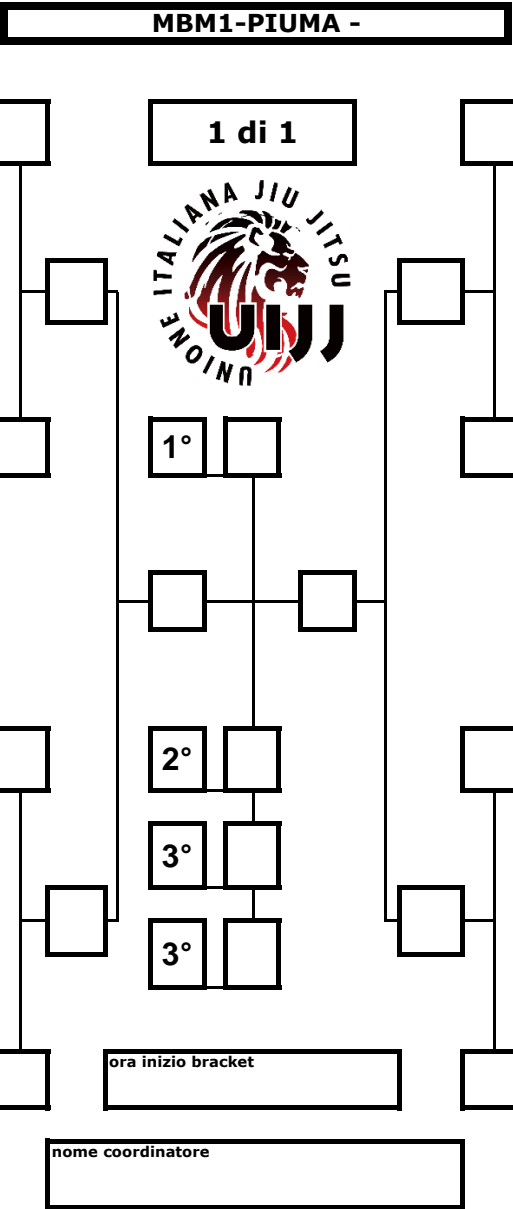 MBM1-PIUMA -
1 di 1
UNIONE ITALIANA JIU JITSU
UIJJ
1°
2°
3°
3°
ora inizio bracket
nome coordinatore